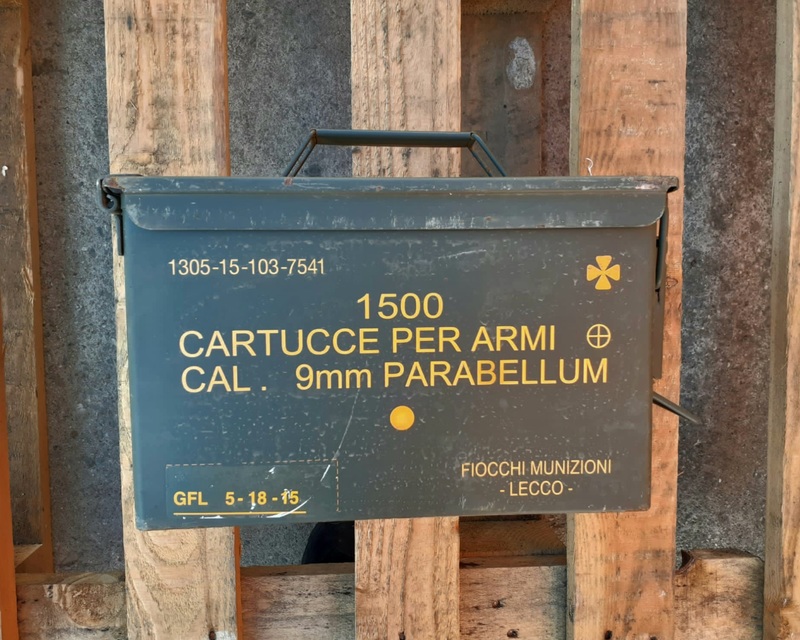 1305-15-103-7541
1500
CARTUCCE PER ARMI
CAL. 9mm PARABELLUM
FIOCCHI MUNIZIONI
- LECCO -
GFL 5-18-15